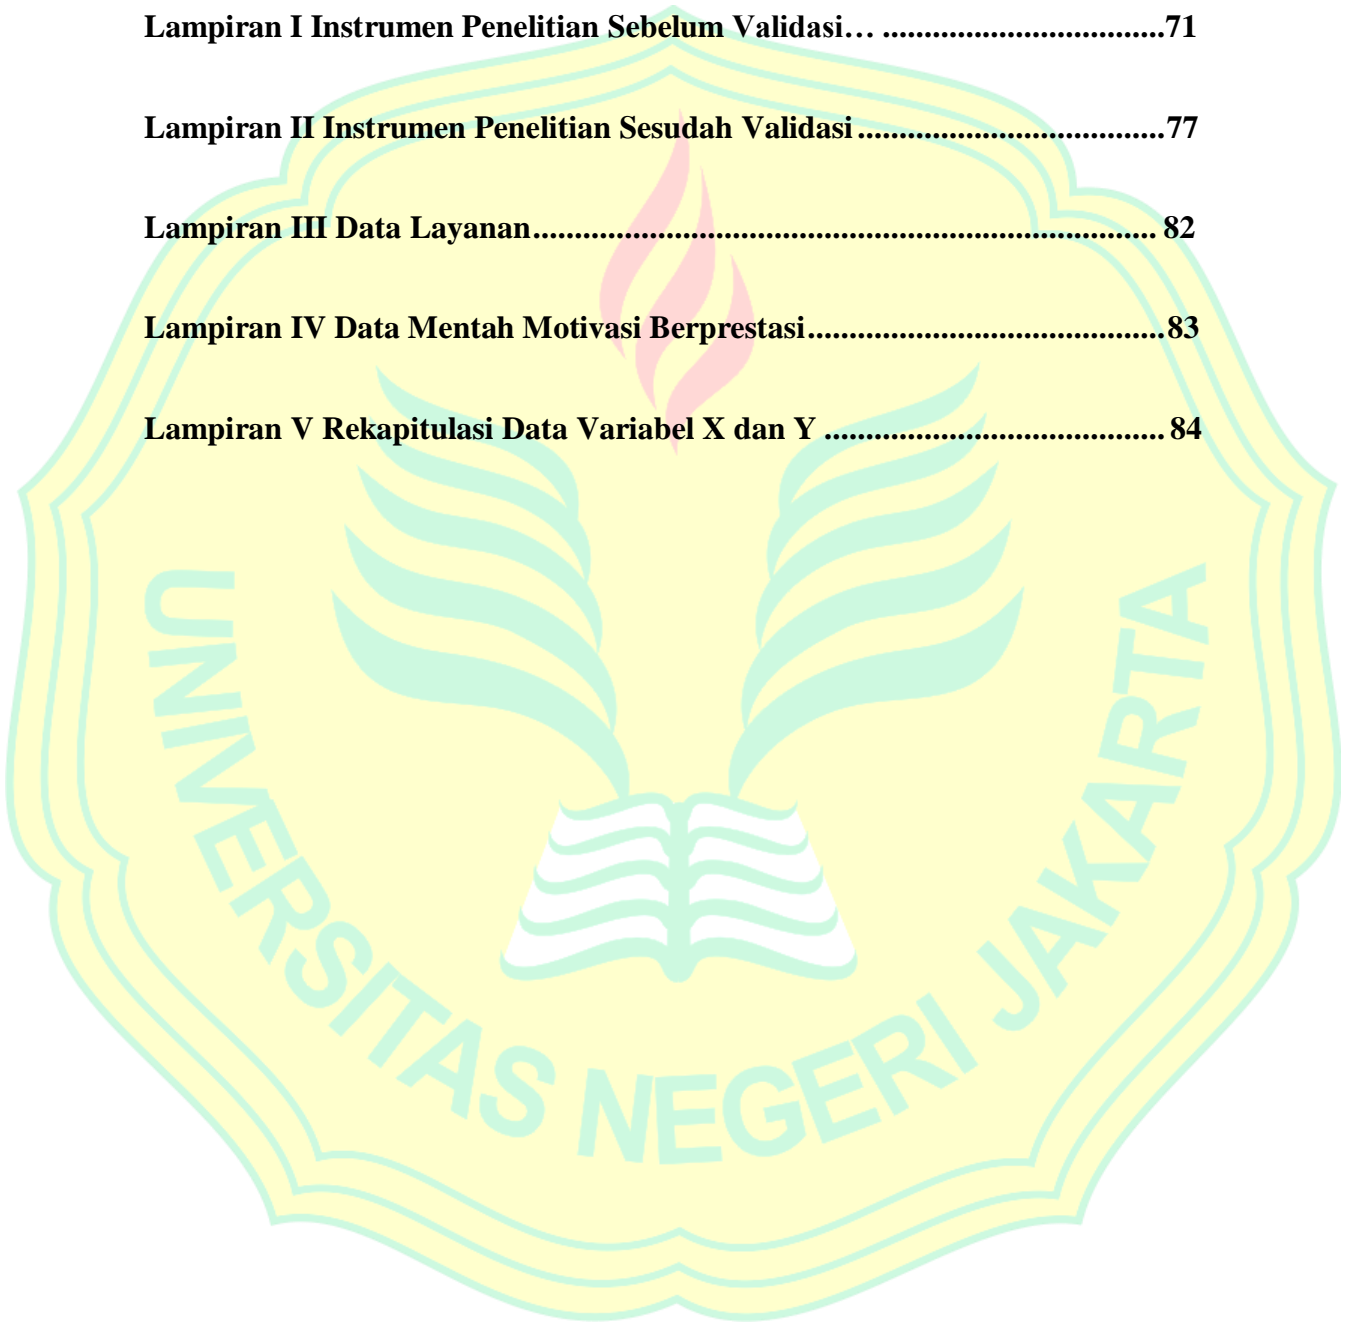 Lampiran I Instrumen Penelitian Sebelum Validasi… ..................................71
Lampiran II Instrumen Penelitian Sesudah Validasi .....................................77
Lampiran III Data Layanan........................................................................... 82
Lampiran IV Data Mentah Motivasi Berprestasi...........................................83
Lampiran V Rekapitulasi Data Variabel X dan Y ......................................... 84
UNIVERSITAS NEGERI JAKARTA